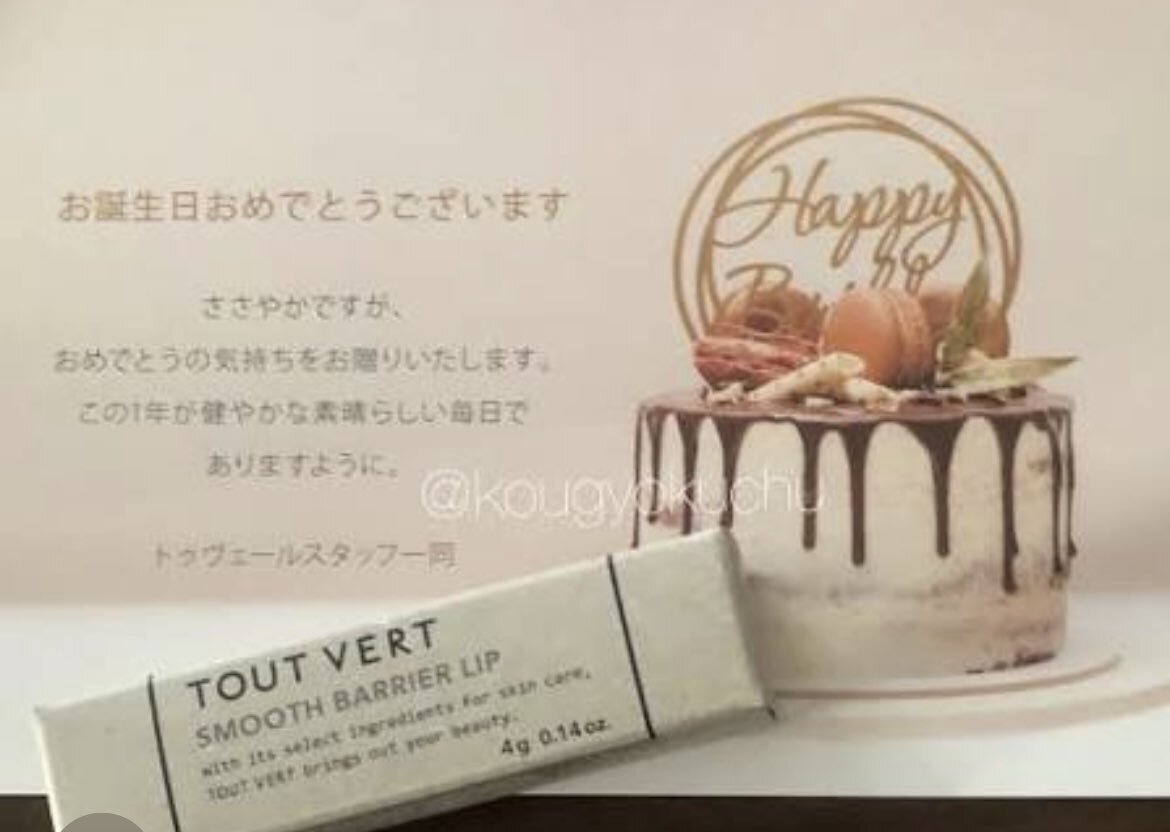 お誕生日おめでとうございます
ささやかですが、
おめでとうの気持ちをお贈りいたします。
この1年が健やかな素晴らしい毎日で
ありますように。
トゥヴェールスタッフ一同
Happy
@kougyokuchu
TOUT VERT
SMOOTH BARRIER LIP
with its select ingredients for skin care,
TOUT VERT brings out your beauty.
4g 0.14oz.